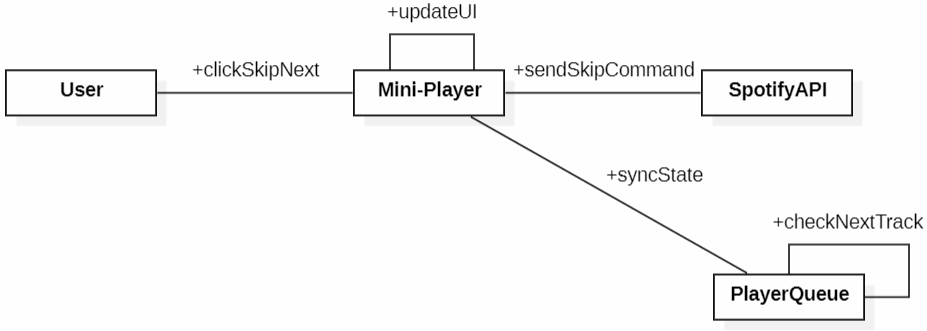 +updateUI
+clickSkipNext
+sendSkipCommand
User
Mini-Player
SpotifyAPI
+syncState
+checkNextTrack
PlayerQueue